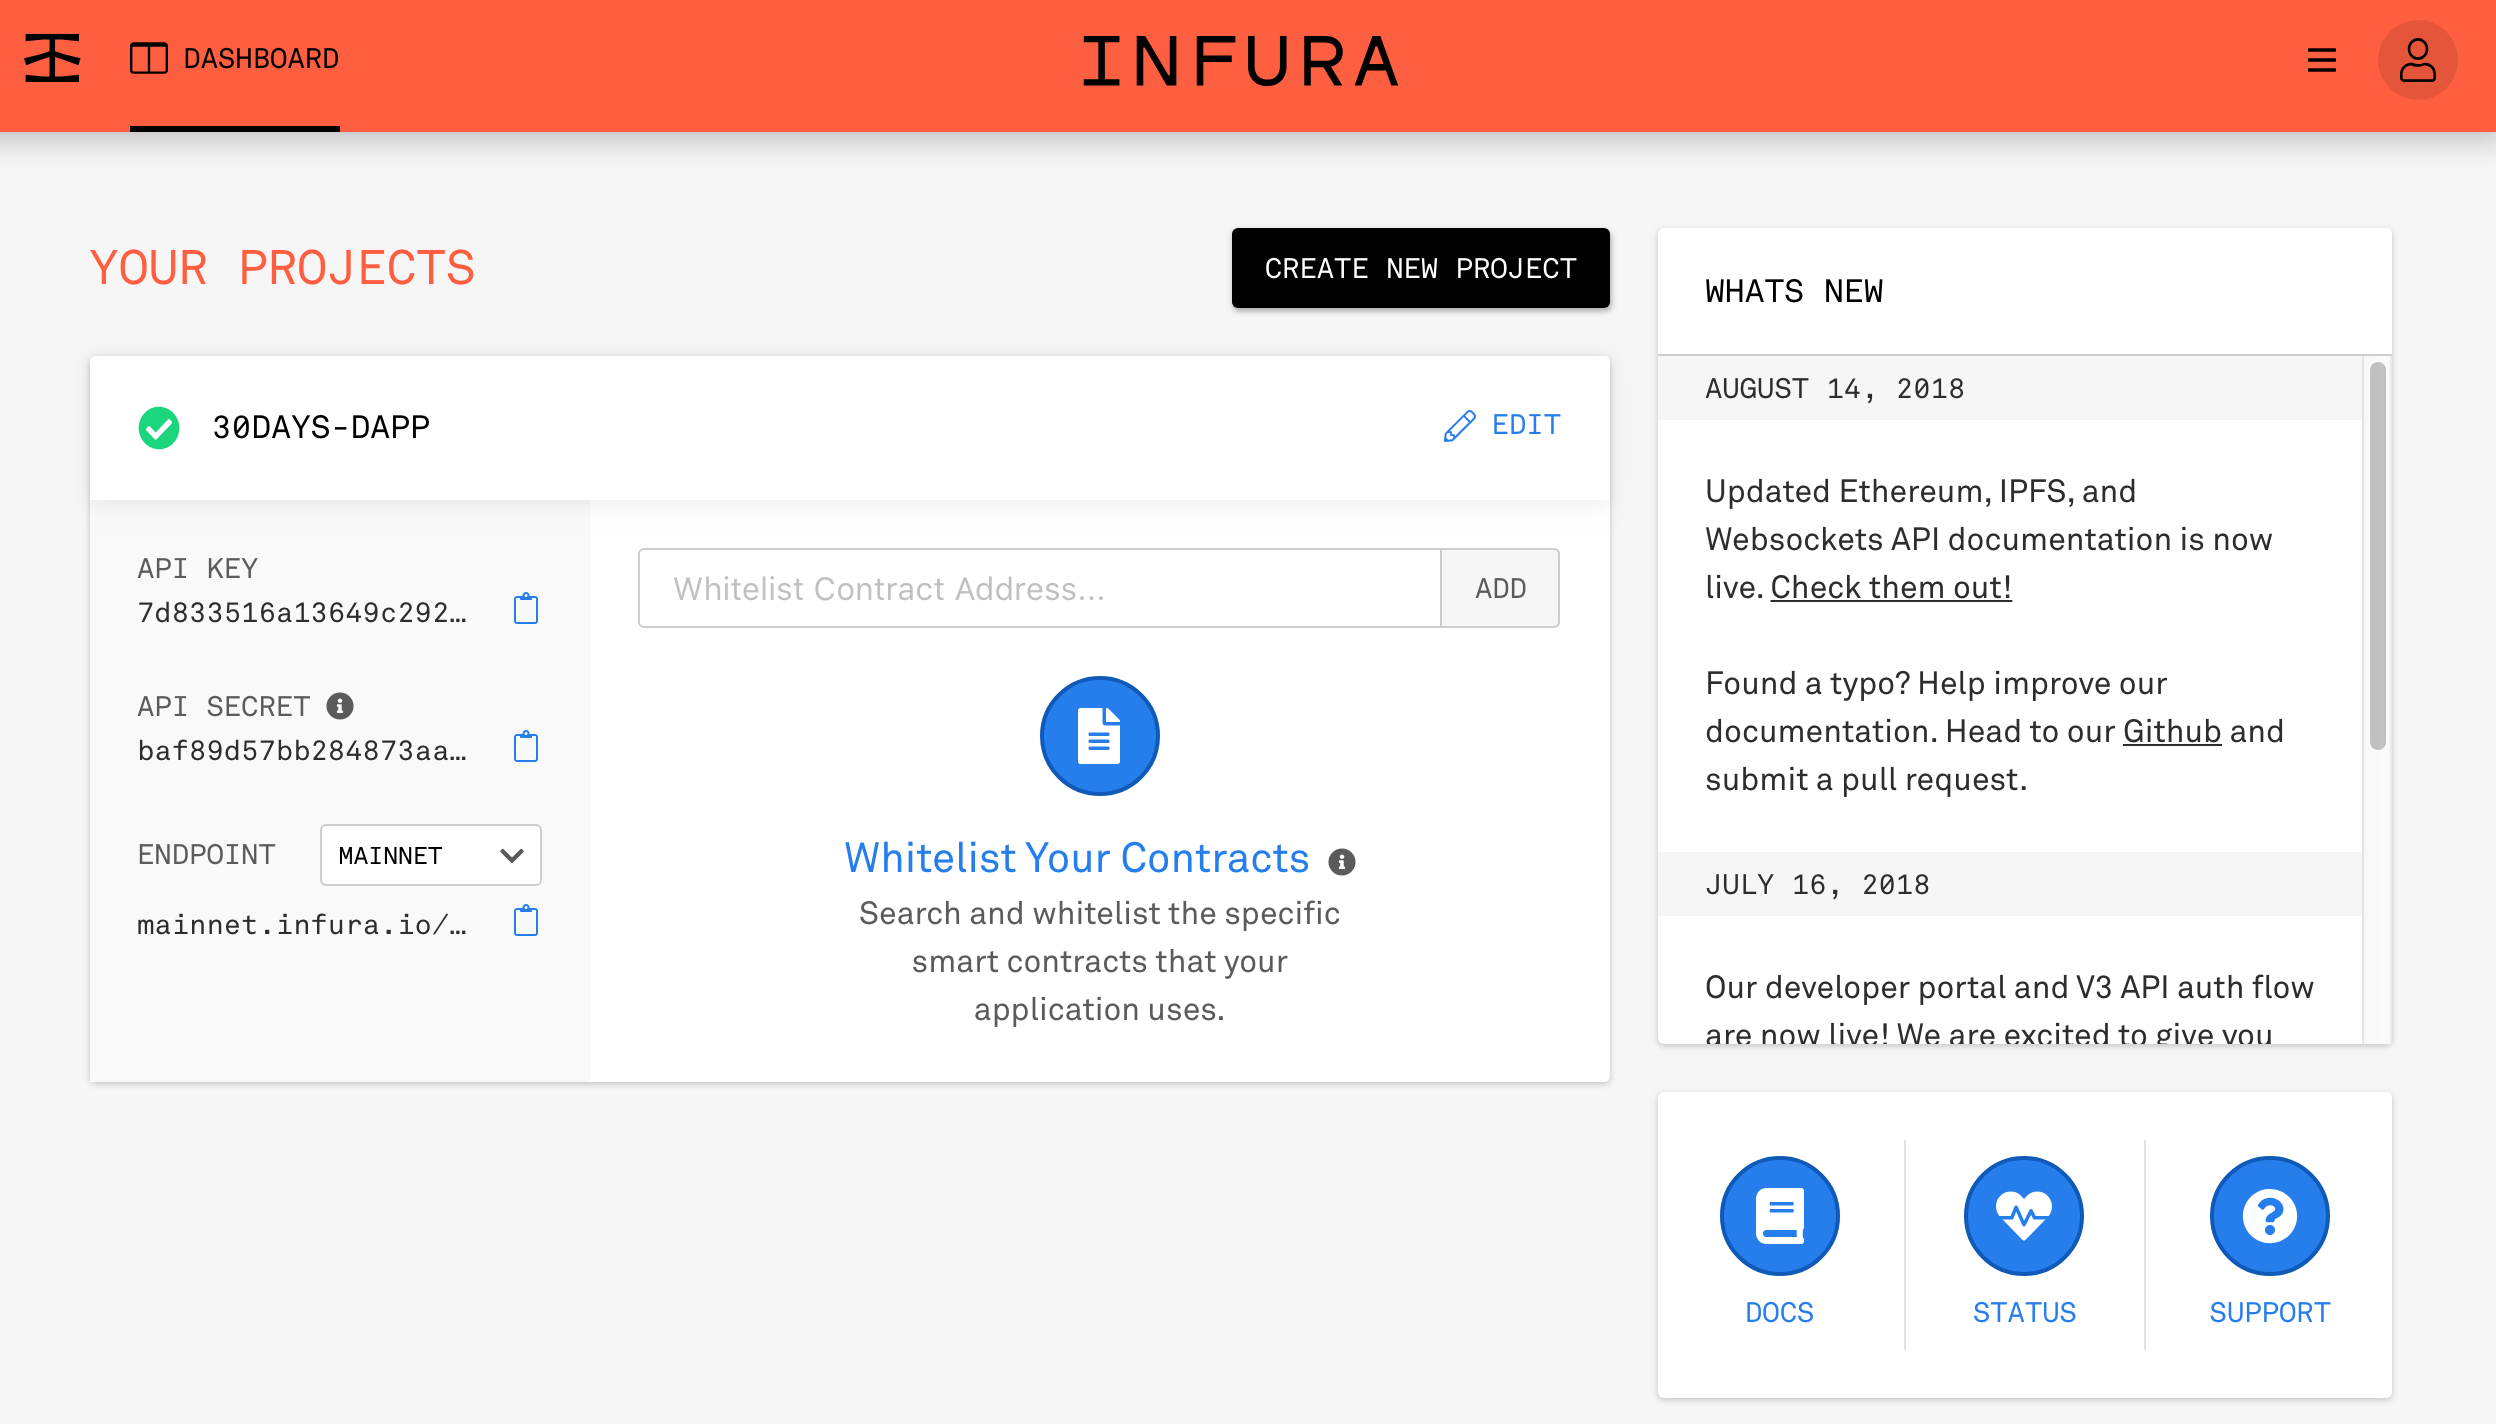 DASHBOARD
INFURA
YOUR PROJECTS
CREATE NEW PROJECT
30DAYS-DAPP
EDIT
API KEY
7d833516a13649c292…
API SECRET
baf89d57bb284873aa…
ENDPOINT
MAINNET
mainnet.infura.io/…
Whitelist Contract Address...
ADD
Whitelist Your Contracts
Search and whitelist the specific
smart contracts that your
application uses.
WHATS NEW
AUGUST 14, 2018
Updated Ethereum, IPFS, and
Websockets API documentation is now
live. Check them out!
Found a typo? Help improve our
documentation. Head to our Github and
submit a pull request.
JULY 16, 2018
Our developer portal and V3 API auth flow
are now live! We are excited to give you
DOCS
STATUS
SUPPORT